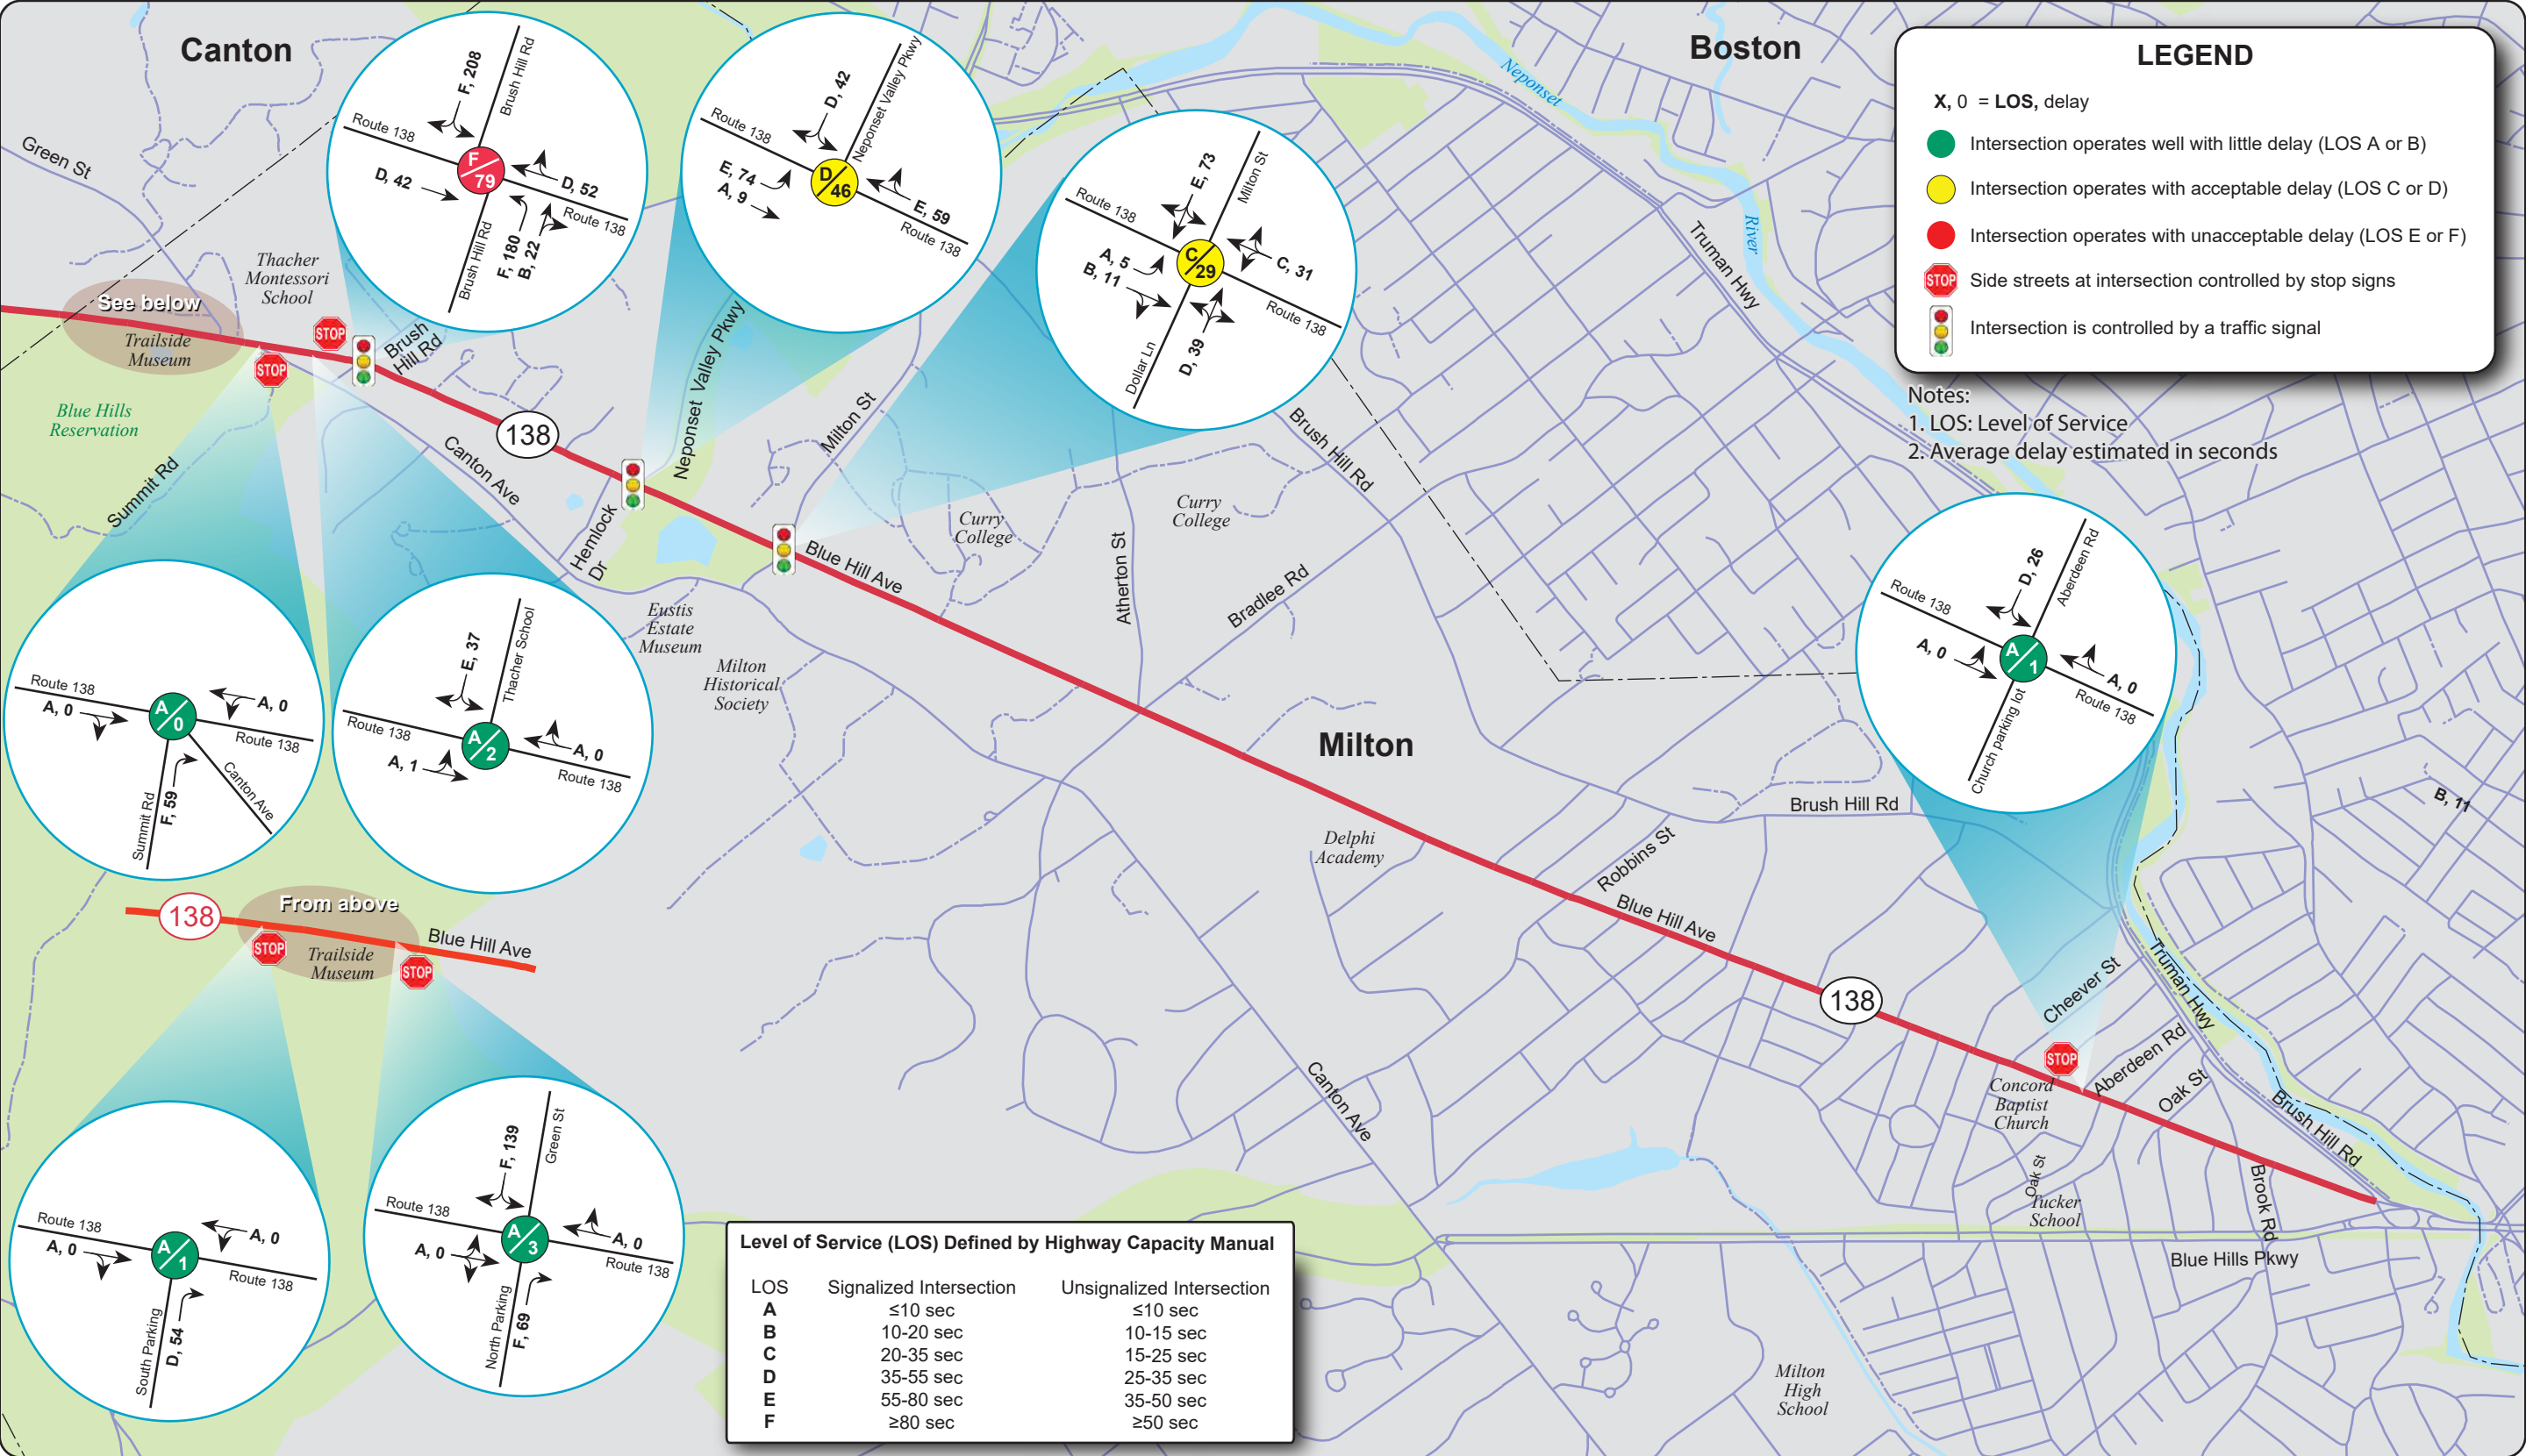 Canton
Boston
Milton
LEGEND
X, 0 = LOS, delay
Intersection operates well with little delay (LOS A or B)
Intersection operates with acceptable delay (LOS C or D)
Intersection operates with unacceptable delay (LOS E or F)
STOP
Side streets at intersection controlled by stop signs
Intersection is controlled by a traffic signal
Notes:
1. LOS: Level of Service
2. Average delay estimated in seconds
F, 208
Brush Hill Rd
Route 138
F
79
D, 42
D, 52
Route 138
F, 180
B, 22
Brush Hill Rd
D, 42
Neponset Valley Pkwy
Route 138
E, 74
A, 9
D
46
E, 59
Route 138
E, 73
Milton St
Route 138
A, 5
B, 11
C
29
C, 31
Route 138
D, 39
Dollar Ln
Neponset
River
Truman Hwy
Green St
Thacher
Montessori
School
See below
Trailside
Museum
STOP
STOP
Brush
Hill Rd
Blue Hills
Reservation
Summit Rd
138
Canton Ave
Hemlock
Dr
Neponset Valley Pkwy
Milton St
Blue Hill Ave
Curry
College
Curry
College
Atherton St
Bradlee Rd
Brush Hill Rd
Eustis
Estate
Museum
Milton
Historical
Society
Route 138
A, 0
A
0
A, 0
Route 138
F, 59
Summit Rd
Canton Ave
E, 37
Thacher School
Route 138
A, 1
A
2
A, 0
Route 138
D, 26
Aberdeen Rd
Route 138
A, 0
A
1
A, 0
Route 138
Church parking lot
B, 11
Brush Hill Rd
Delphi
Academy
Robbins St
Blue Hill Ave
138
Cheever St
Truman Hwy
STOP
Aberdeen Rd
Oak St
Concord
Baptist
Church
Brush Hill Rd
Oak St
Tucker
School
Brook Rd
Blue Hills Pkwy
Canton Ave
Milton
High
School
138
From above
STOP
Trailside
Museum
STOP
Blue Hill Ave
Route 138
A, 0
A
1
A, 0
Route 138
D, 54
South Parking
F, 139
Green St
Route 138
A, 0
A
3
A, 0
Route 138
F, 69
North Parking
Level of Service (LOS) Defined by Highway Capacity Manual
LOS Signalized Intersection Unsignalized Intersection
A ≤10 sec ≤10 sec
B 10-20 sec 10-15 sec
C 20-35 sec 15-25 sec
D 35-55 sec 25-35 sec
E 55-80 sec 35-50 sec
F ≥80 sec ≥50 sec